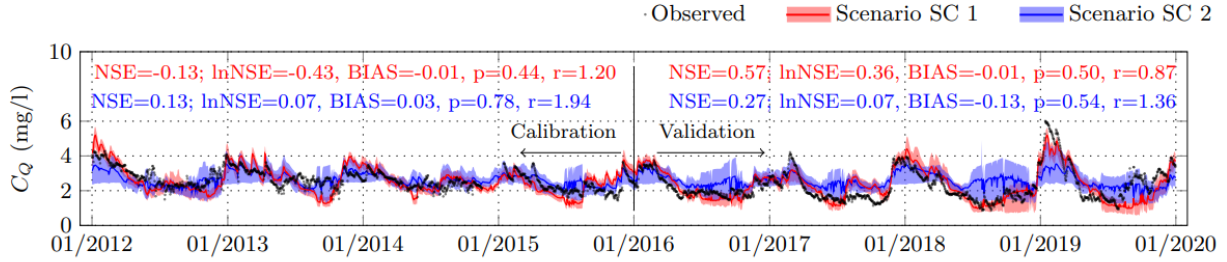 Observed Scenario SC 1 Scenario SC 2
10
NSE=-0.13; lnNSE=-0.43, BIAS=-0.01, p=0.44, r=1.20
NSE=0.57; lnNSE=0.36, BIAS=-0.01, p=0.50, r=0.87
8
NSE=0.13; lnNSE=0.07, BIAS=0.03, p=0.78, r=1.94
NSE=0.27; lnNSE=0.07, BIAS=-0.13, p=0.54, r=1.36
6
Calibration Validation
4
2
0
C_Q (mg/l)
01/2012 01/2013 01/2014 01/2015 01/2016 01/2017 01/2018 01/2019 01/2020